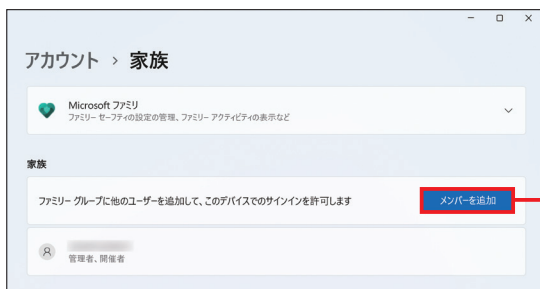 アカウント > 家族
Microsoft ファミリ
ファミリー セーフティの設定の管理、ファミリー アクティビティの表示など
家族
ファミリー グループに他のユーザーを追加して、このデバイスでのサインインを許可します
メンバーを追加
管理者、開催者